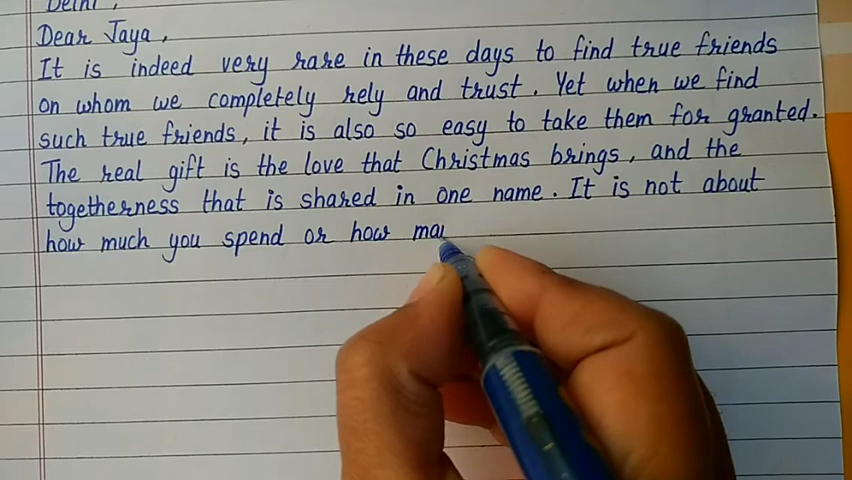 Delhi,
Dear Jaya,
It is indeed very rare in these days to find true friends
on whom we completely rely and trust. Yet when we find
such true friends, it is also so easy to take them for granted.
The real gift is the love that Christmas brings, and the
togetherness that is shared in one name. It is not about
how much you spend or how ma